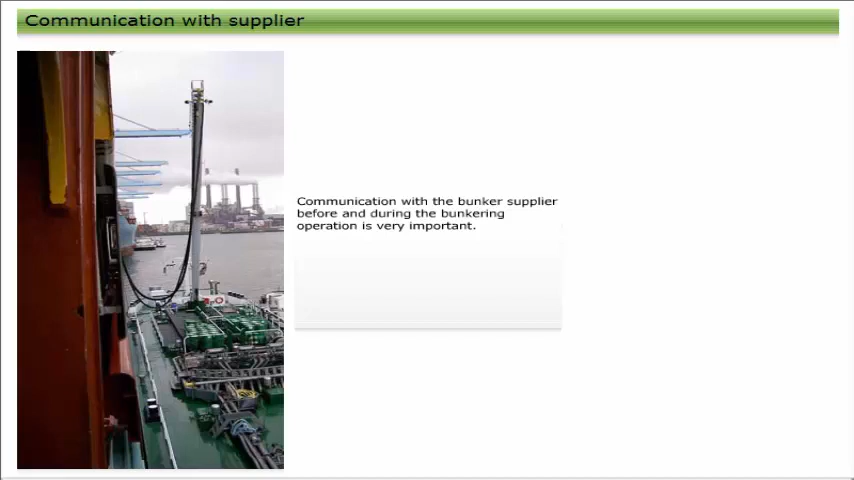 Communication with supplier
Communication with the bunker supplier
before and during the bunkering
operation is very important.